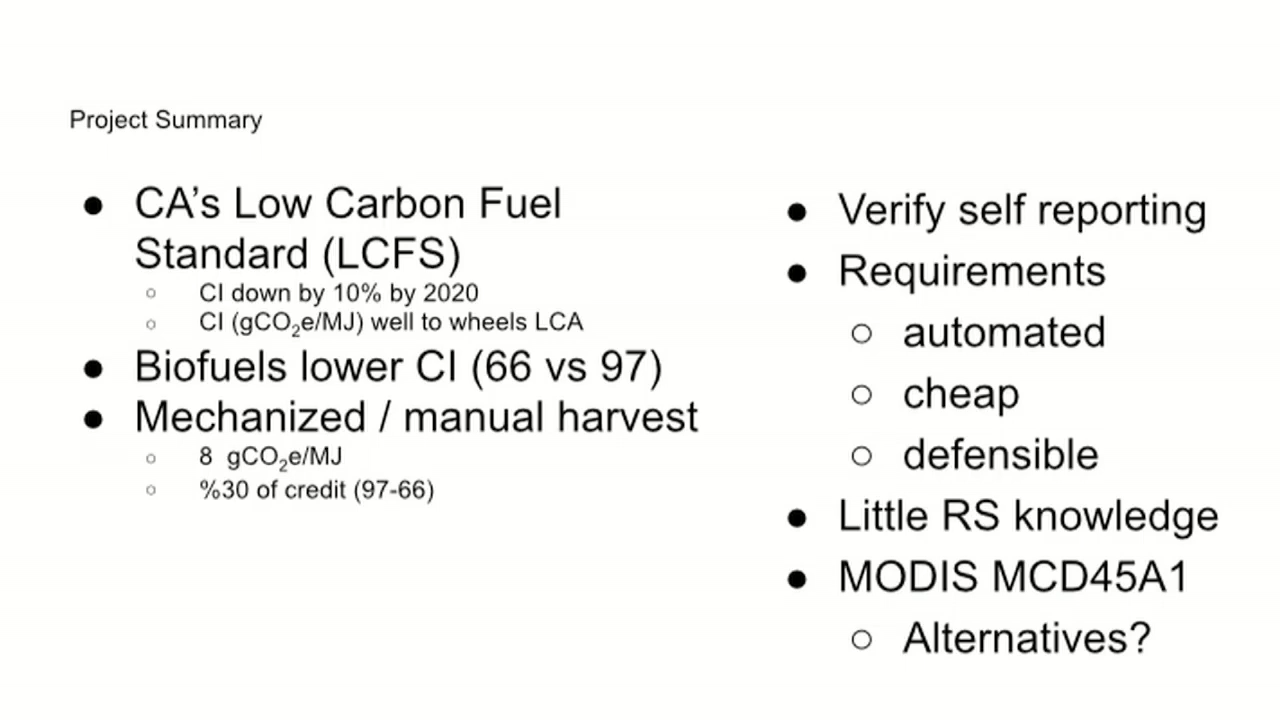 Project Summary
● CA’s Low Carbon Fuel
Standard (LCFS)
○ CI down by 10% by 2020
○ CI (gCO₂e/MJ) well to wheels LCA
● Biofuels lower CI (66 vs 97)
● Mechanized / manual harvest
○ 8 gCO₂e/MJ
○ %30 of credit (97-66)
● Verify self reporting
● Requirements
○ automated
○ cheap
○ defensible
● Little RS knowledge
● MODIS MCD45A1
○ Alternatives?